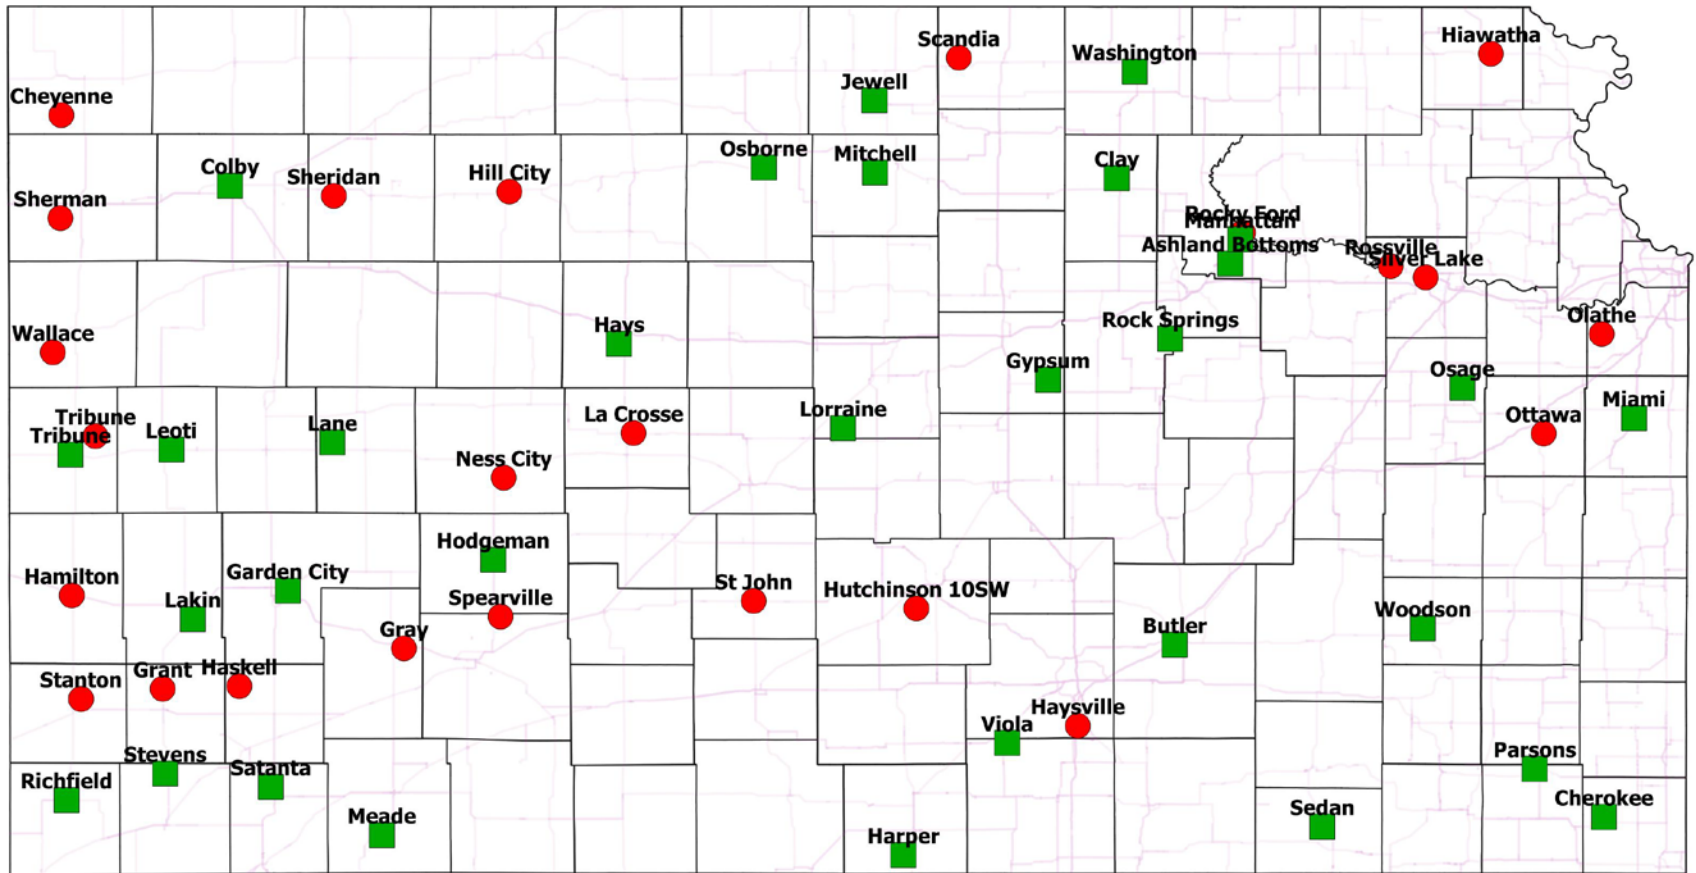 Scandia
Hiawatha
Washington
Jewell
Cheyenne
Osborne
Mitchell
Clay
Colby
Sheridan
Hill City
Sherman
Rocky Ford
Manhattan
Ashland Bottoms
Rossville
Silver Lake
Wallace
Hays
Rock Springs
Olathe
Gypsum
Osage
Miami
Tribune
Tribune
Leoti
Lane
La Crosse
Lorraine
Ottawa
Ness City
Hodgeman
Hamilton
Garden City
Lakin
Spearville
St John
Hutchinson 10SW
Woodson
Gray
Butler
Stanton
Grant
Haskell
Viola
Haysville
Stevens
Satanta
Parsons
Richfield
Meade
Cherokee
Sedan
Harper